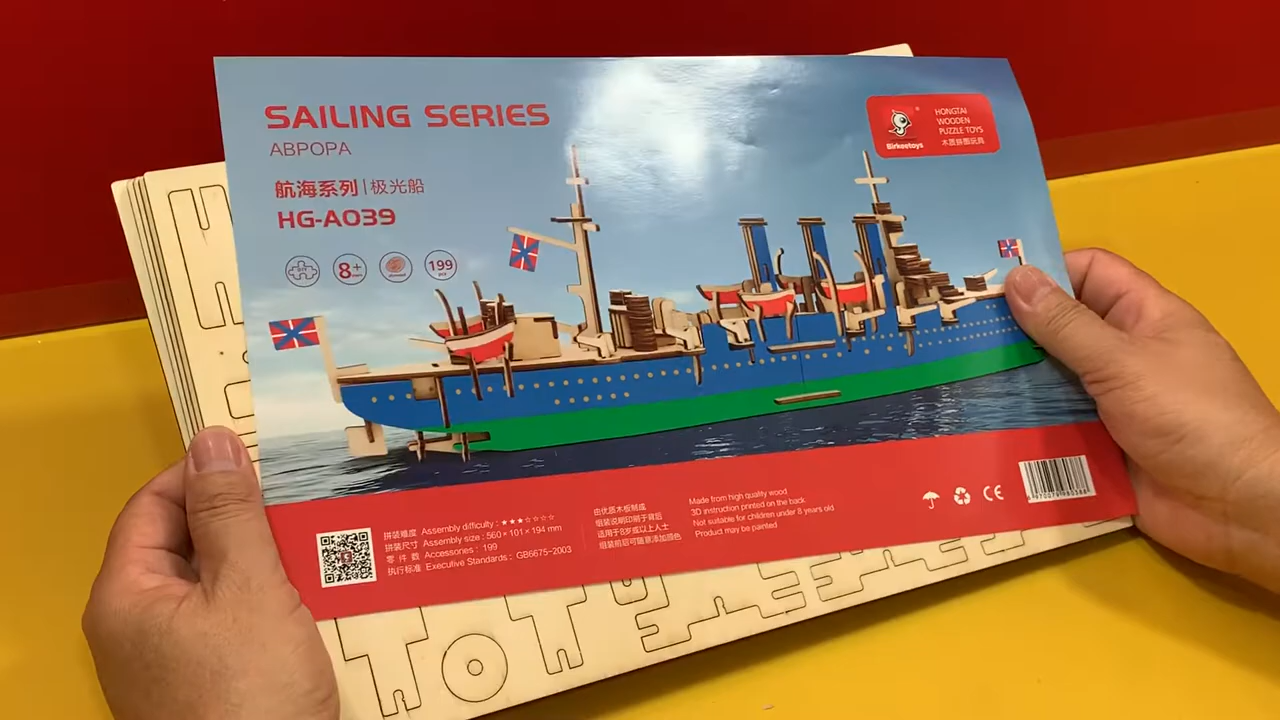 SAILING SERIES
АВРОРА
航海系列|极光船
HG-A039
8+
199
pcs
Birkeetoys
HONGTAI
WOODEN
PUZZLE TOYS
木质拼图玩具
拼装难度 Assembly difficulty : ★★★☆☆☆☆
拼装尺寸 Assembly size : 560×101×194 mm
零 件 数 Accessories : 199
执行标准 Executive Standards : GB6675-2003
由优质木板制成
组装说明印刷于背后
适用于8岁或以上人士
组装前后可随意添加颜色
Made from high quality wood
3D instruction printed on the back
Not suitable for children under 8 years old
Product may be painted
CE